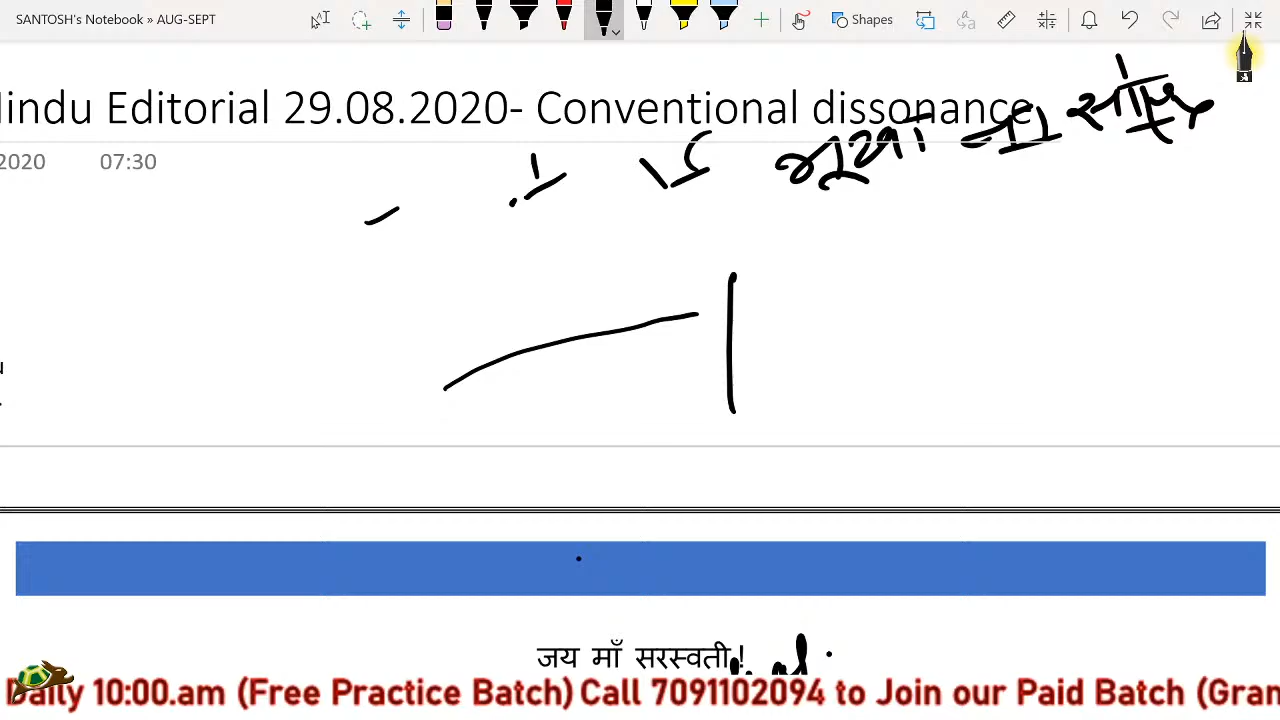 SANTOSH's Notebook » AUG-SEPT
Shapes
Hindu Editorial 29.08.2020- Conventional dissonance
2020 07:30
जय माँ सरस्वती !
Daily 10:00.am (Free Practice Batch) Call 7091102094 to Join our Paid Batch (Gran